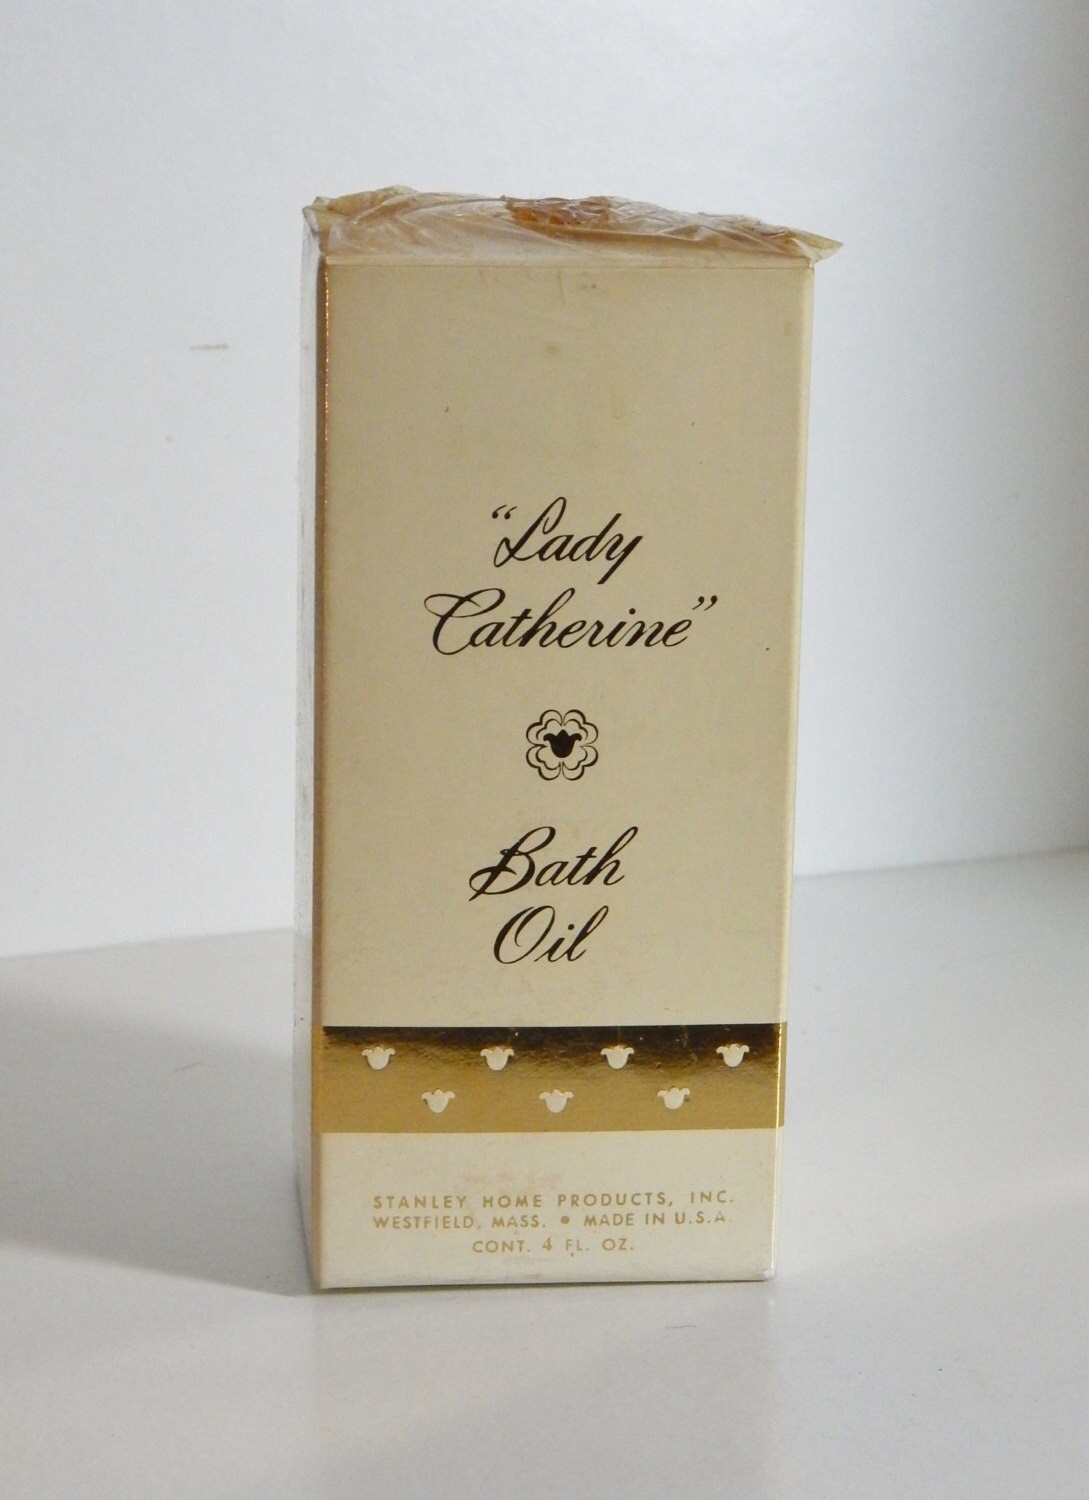 “Lady
Catherine”
Bath
Oil
STANLEY HOME PRODUCTS, INC.
WESTFIELD, MASS. • MADE IN U.S.A
CONT. 4 FL. OZ.